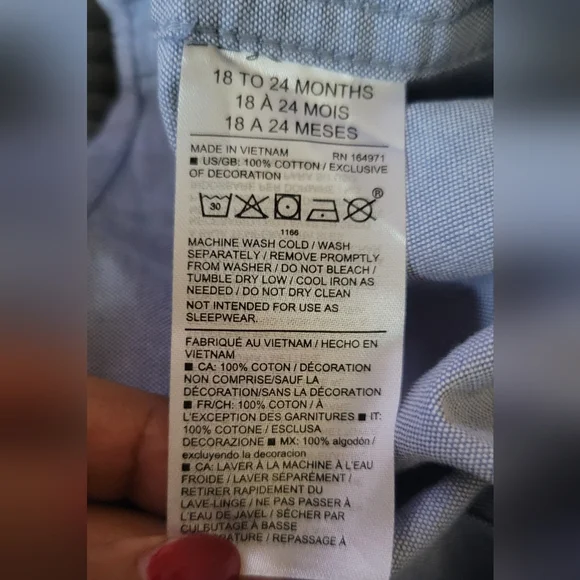 18 TO 24 MONTHS
18 À 24 MOIS
18 A 24 MESES
MADE IN VIETNAM RN 164971
■ US/GB: 100% COTTON / EXCLUSIVE
OF DECORATION
30 ®
1166
MACHINE WASH COLD / WASH
SEPARATELY / REMOVE PROMPTLY
FROM WASHER / DO NOT BLEACH /
TUMBLE DRY LOW / COOL IRON AS
NEEDED / DO NOT DRY CLEAN
NOT INTENDED FOR USE AS
SLEEPWEAR.
FABRIQUÉ AU VIETNAM / HECHO EN
VIETNAM
■ CA: 100% COTON / DÉCORATION
NON COMPRISE/SAUF LA
DÉCORATION/SANS LA DÉCORATION
■ FR/CH: 100% COTON / À
L'EXCEPTION DES GARNITURES ■ IT:
100% COTONE / ESCLUSA
DECORAZIONE ■ MX: 100% algodón /
excluyendo la decoracion
■ CA: LAVER À LA MACHINE À L'EAU
FROIDE / LAVER SÉPARÉMENT /
RETIRER RAPIDEMENT DU
LAVE-LINGE / NE PAS PASSER À
L'EAU DE JAVEL / SÉCHER PAR
CULBUTAGE À BASSE
RATURE / REPASSAGE À